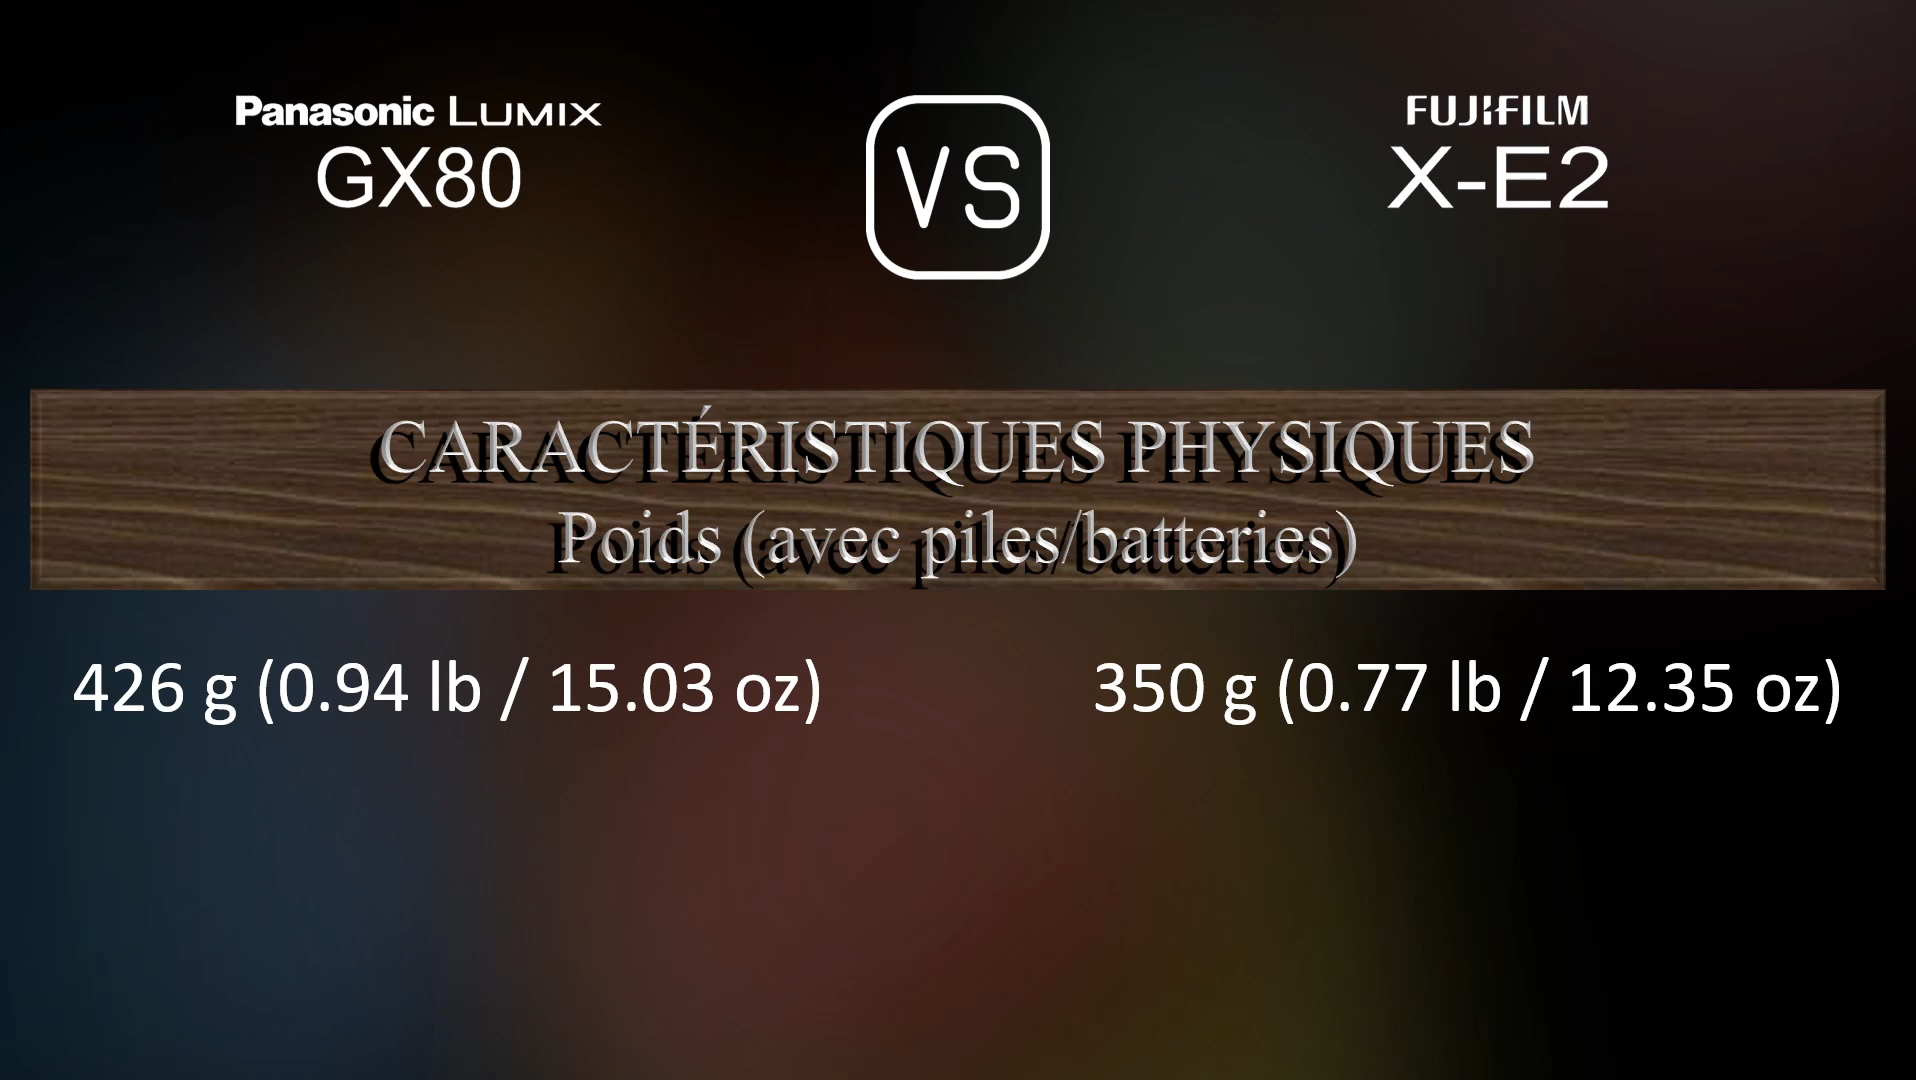 Panasonic LUMIX
GX80
VS
FUJIFILM
X-E2
CARACTÉRISTIQUES PHYSIQUES
Poids (avec piles/batteries)
426 g (0.94 lb / 15.03 oz)
350 g (0.77 lb / 12.35 oz)